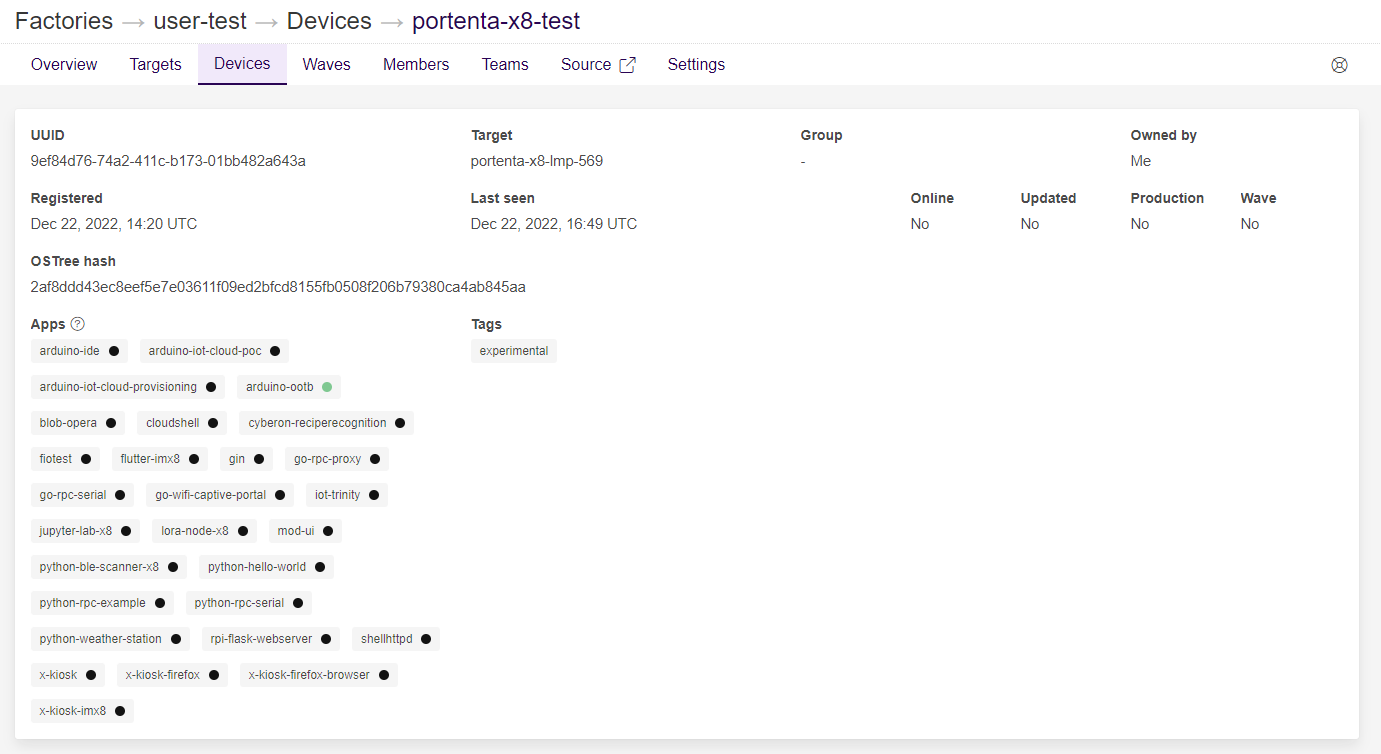 Factories → user-test → Devices → portenta-x8-test
Overview Targets Devices Waves Members Teams Source Settings
UUID Target Group Owned by
9ef84d76-74a2-411c-b173-01bb482a643a portenta-x8-lmp-569 - Me
Registered Last seen Online Updated Production Wave
Dec 22, 2022, 14:20 UTC Dec 22, 2022, 16:49 UTC No No No No
OSTree hash
2af8ddd43ec8eef5e7e03611f09ed2bfcd8155fb0508f206b79380ca4ab845aa
Apps ? Tags
arduino-ide arduino-iot-cloud-poc experimental
arduino-iot-cloud-provisioning arduino-ootb
blob-opera cloudshell cyberon-reciperecognition
fiotest flutter-imx8 gin go-rpc-proxy
go-rpc-serial go-wifi-captive-portal iot-trinity
jupyter-lab-x8 lora-node-x8 mod-ui
python-ble-scanner-x8 python-hello-world
python-rpc-example python-rpc-serial
python-weather-station rpi-flask-webserver shellhttpd
x-kiosk x-kiosk-firefox x-kiosk-firefox-browser
x-kiosk-imx8